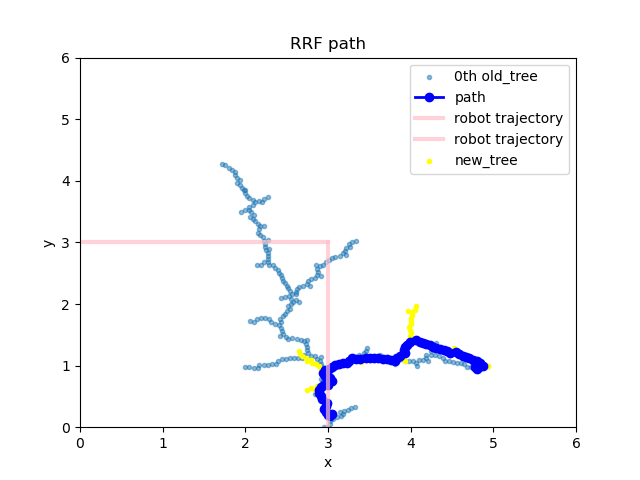 RRF path
0th old_tree
path
robot trajectory
robot trajectory
new_tree
y
6
5
4
3
2
1
0
0 1 2 3 4 5 6
x